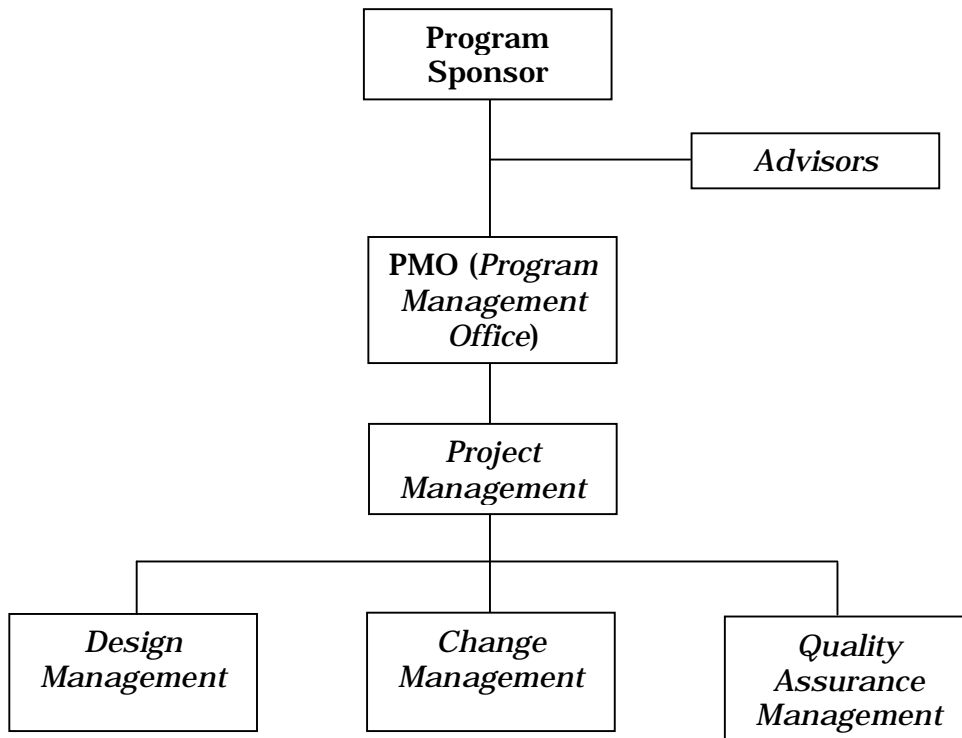 Program
Sponsor
Advisors
PMO (Program
Management
Office)
Project
Management
Design
Management
Change
Management
Quality
Assurance
Management